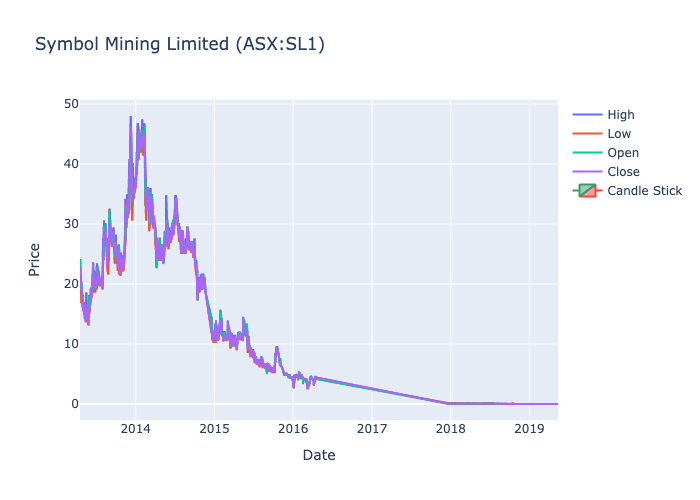 Symbol Mining Limited (ASX:SL1)
50
40
30
20
10
0
Price
2014
2015
2016
2017
2018
2019
Date
High
Low
Open
Close
Candle Stick